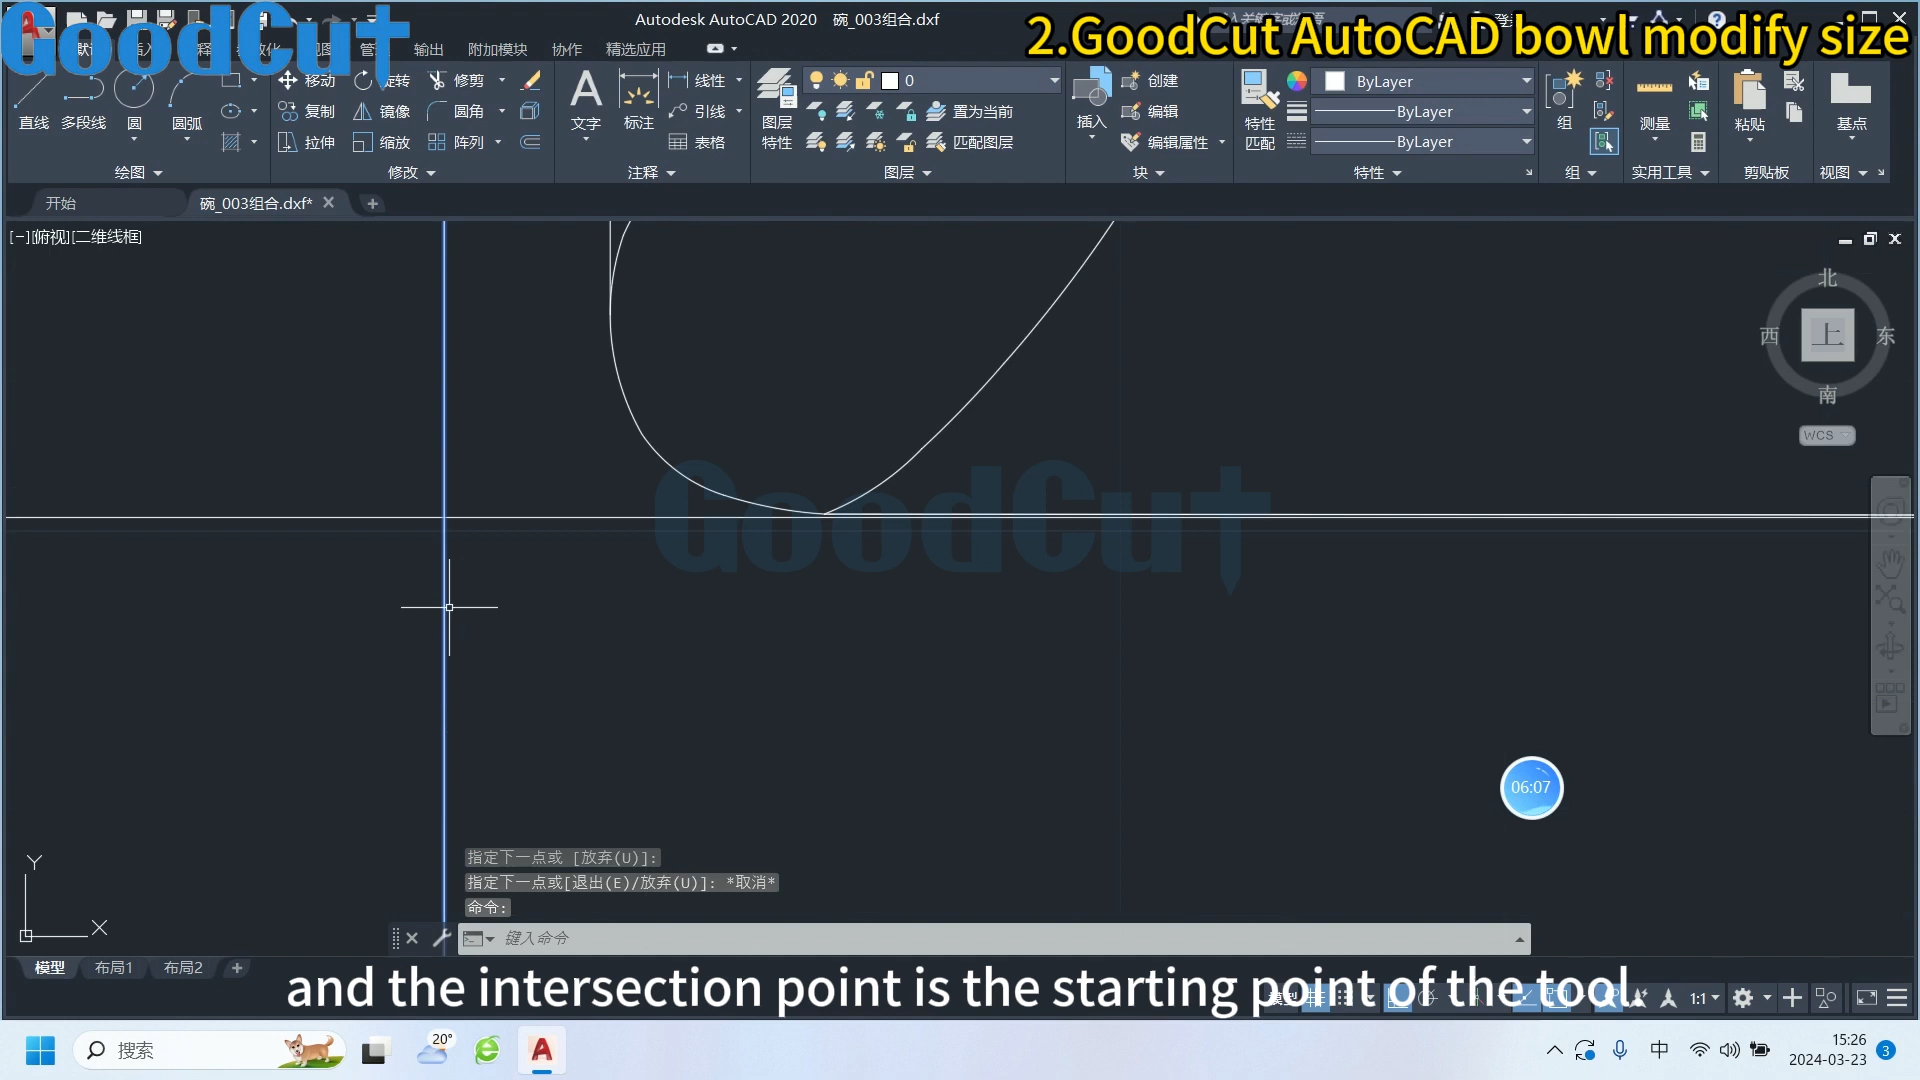 GoodCut
Autodesk AutoCAD 2020 碗_003组合.dxf
2.GoodCut AutoCAD bowl modify size
输出 附加模块 协作 精选应用
移动 旋转 修剪 线性 0 创建 ByLayer
直线 多段线 圆 圆弧 复制 镜像 圆角 文字 标注 引线 图层特性 置为当前 插入 编辑 特性匹配 ByLayer 组 测量 粘贴 基点
拉伸 缩放 阵列 表格 匹配图层 编辑属性 ByLayer
绘图 修改 注释 图层 块 特性 组 实用工具 剪贴板 视图
开始 碗_003组合.dxf*
[−][俯视][二维线框]
北
西 上 东
南
WCS
GoodCut
06:07
指定下一点或 [放弃(U)]:
指定下一点或[退出(E)/放弃(U)]: *取消*
命令:
Y
X
键入命令
模型 布局1 布局2
and the intersection point is the starting point of the tool.
1:1
搜索 20° 中 15:26
2024-03-23 3